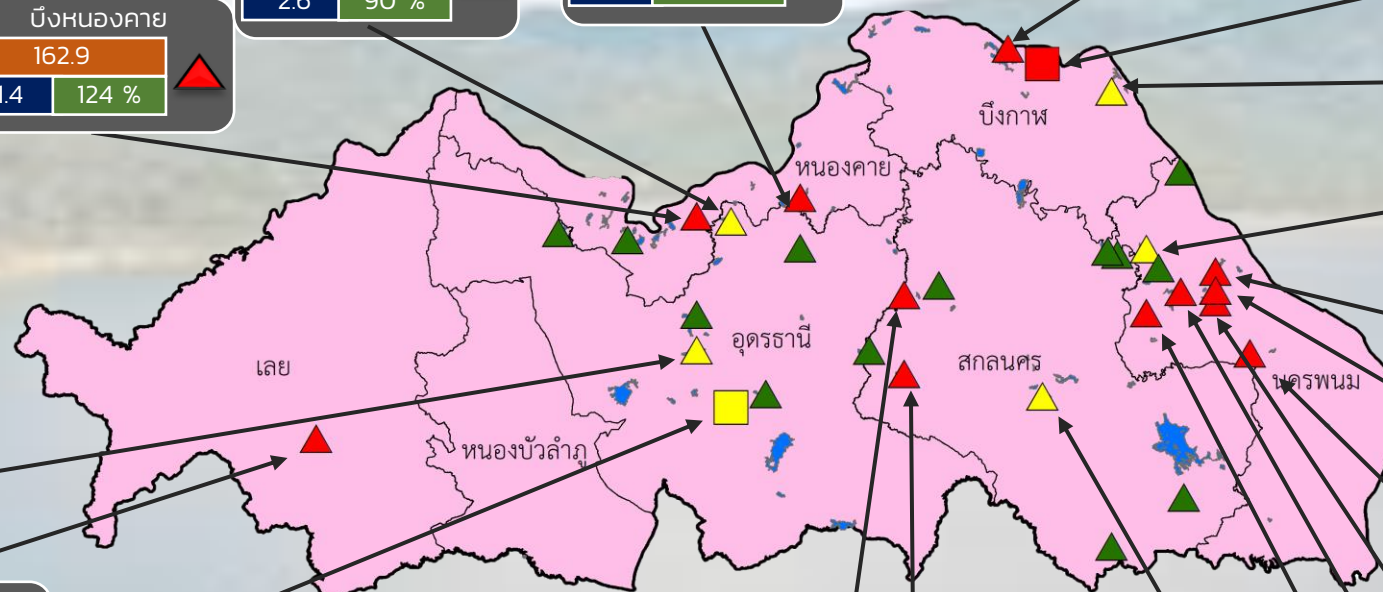 2.6 90 %
บึงหนองคาย
162.9
1.4 124 %
บึงกาฬ
หนองคาย
อุดรธานี
เลย
สกลนคร
นครพนม
หนองบัวลำภู